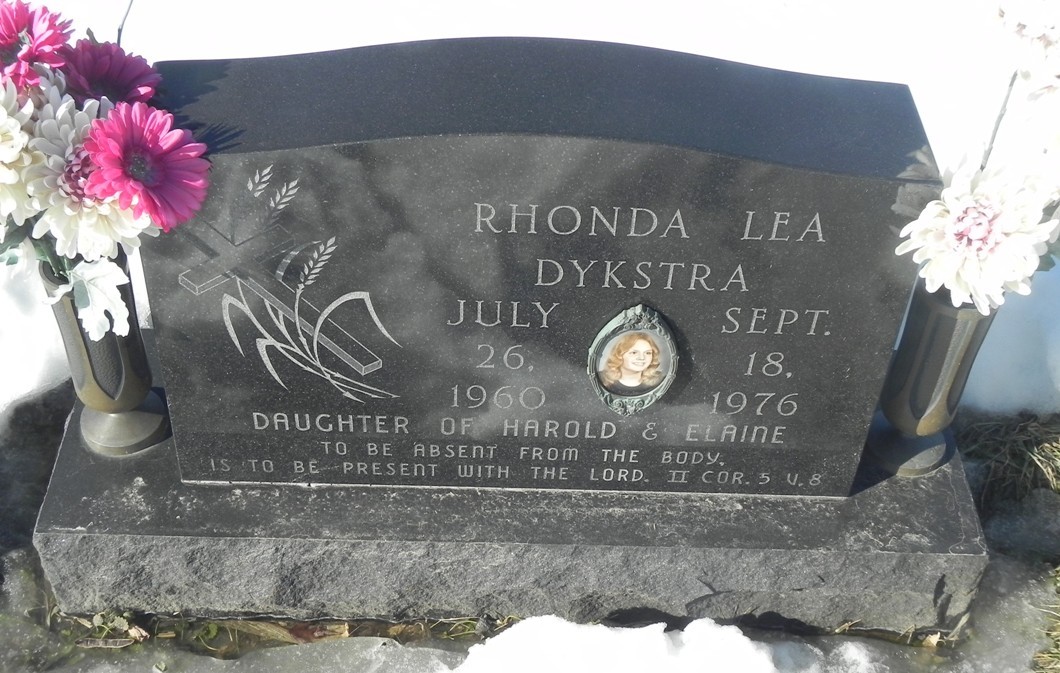 RHONDA LEA
DYKSTRA
JULY
26,
1960
SEPT.
18,
1976
DAUGHTER OF HAROLD & ELAINE
TO BE ABSENT FROM THE BODY,
IS TO BE PRESENT WITH THE LORD. II COR. 5 V. 8